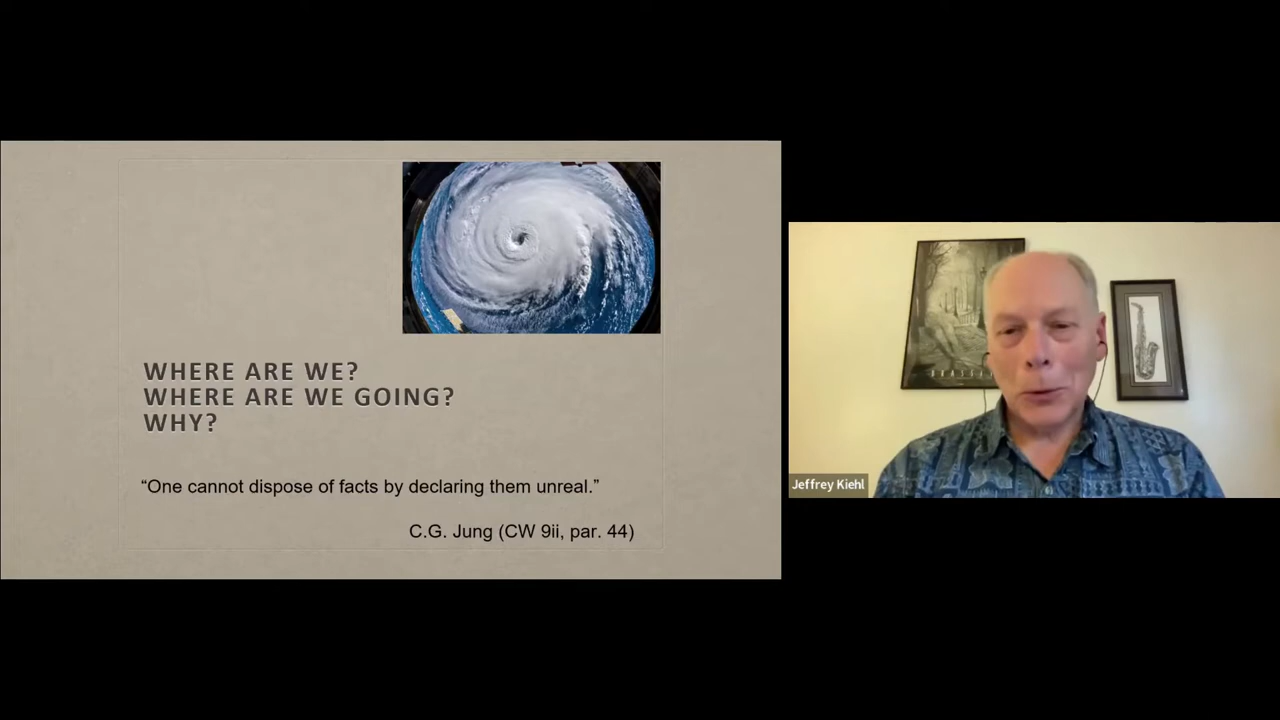 WHERE ARE WE?
WHERE ARE WE GOING?
WHY?
“One cannot dispose of facts by declaring them unreal.”
C.G. Jung (CW 9ii, par. 44)
Jeffrey Kiehl